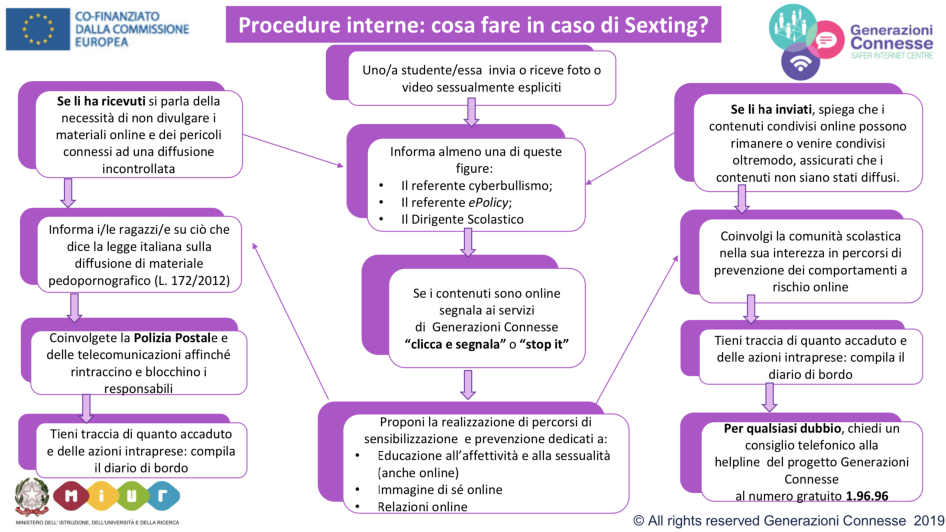 CO-FINANZIATO
DALLA COMMISSIONE
EUROPEA
Procedure interne: cosa fare in caso di Sexting?
Generazioni
Connesse
SAFER INTERNET CENTRE
Uno/a studente/essa invia o riceve foto o
video sessualmente espliciti
Se li ha ricevuti si parla della
necessità di non divulgare i
materiali online e dei pericoli
connessi ad una diffusione
incontrollata
Informa i/le ragazzi/e su ciò che
dice la legge italiana sulla
diffusione di materiale
pedopornografico (L. 172/2012)
Coinvolgete la Polizia Postale e
delle telecomunicazioni affinché
rintraccino e blocchino i
responsabili
Tieni traccia di quanto accaduto
e delle azioni intraprese: compila
il diario di bordo
Informa almeno una di queste
figure:
• Il referente cyberbullismo;
• Il referente ePolicy;
• Il Dirigente Scolastico
Se i contenuti sono online
segnala ai servizi
di Generazioni Connesse
“clicca e segnala” o “stop it”
Proponi la realizzazione di percorsi di
sensibilizzazione e prevenzione dedicati a:
• Educazione all’affettività e alla sessualità
(anche online)
• Immagine di sé online
• Relazioni online
Se li ha inviati, spiega che i
contenuti condivisi online possono
rimanere o venire condivisi
oltremodo, assicurati che i
contenuti non siano stati diffusi.
Coinvolgi la comunità scolastica
nella sua interezza in percorsi di
prevenzione dei comportamenti a
rischio online
Tieni traccia di quanto accaduto e
delle azioni intraprese: compila il
diario di bordo
Per qualsiasi dubbio, chiedi un
consiglio telefonico alla
helpline del progetto Generazioni
Connesse
al numero gratuito 1.96.96
miur
MINISTERO DELL' ISTRUZIONE, DELL'UNIVERSITÀ E DELLA RICERCA
© All rights reserved Generazioni Connesse 2019